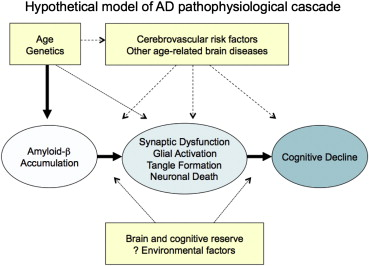 Hypothetical model of AD pathophysiological cascade
Age
Genetics
Cerebrovascular risk factors
Other age-related brain diseases
Amyloid-β
Accumulation
Synaptic Dysfunction
Glial Activation
Tangle Formation
Neuronal Death
Cognitive Decline
Brain and cognitive reserve
? Environmental factors